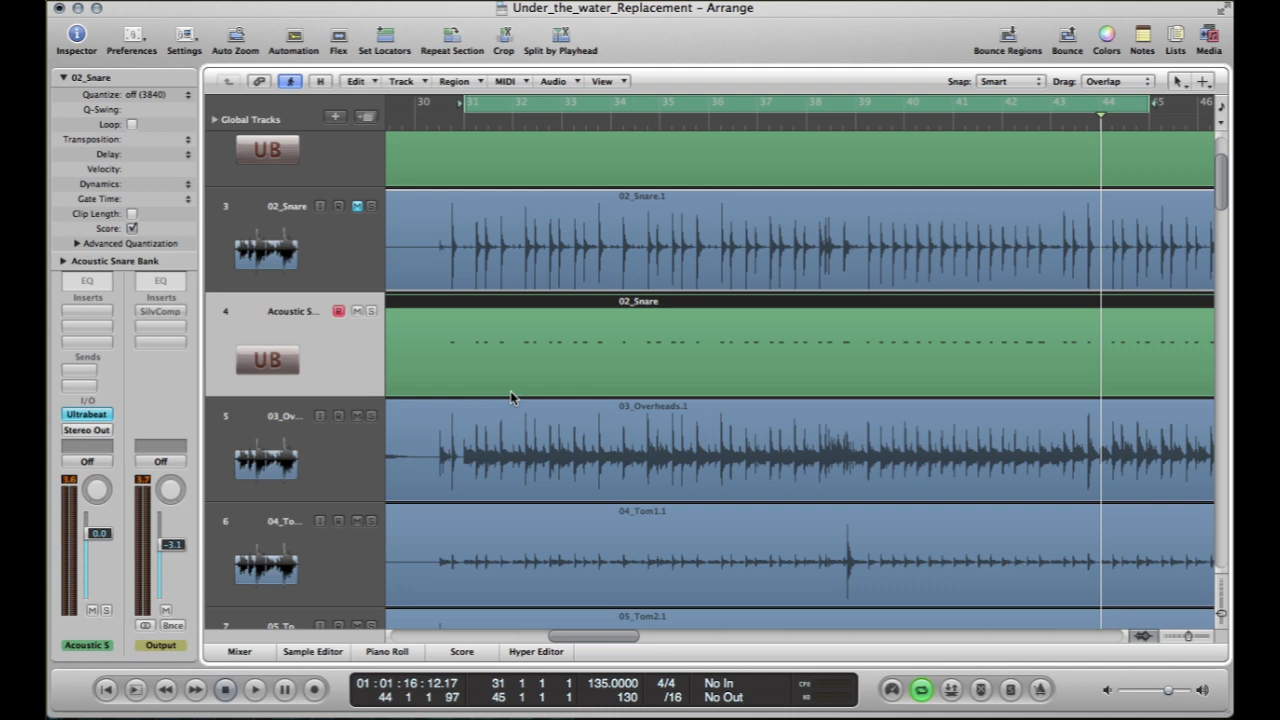 Under_the_water_Replacement – Arrange
Inspector Preferences Settings Auto Zoom Automation Flex Set Locators Repeat Section Crop Split by Playhead Bounce Regions Bounce Colors Notes Lists Media
02_Snare
Quantize: off (3840)
Q-Swing:
Loop:
Transposition:
Delay:
Velocity:
Dynamics:
Gate Time:
Clip Length:
Score:
Advanced Quantization
Acoustic Snare Bank
EQ EQ
Inserts Inserts
SilvComp
Sends
I/O
Ultrabeat
Stereo Out
Off Off
3.6 3.7
0.0
-3.1
M S M
Bnce
Acoustic S Output
H Edit Track Region MIDI Audio View Snap: Smart Drag: Overlap
30 31 32 33 34 35 36 37 38 39 40 41 42 43 44 45 46
Global Tracks
UB
3 02_Snare I R M S
02_Snare.1
4 Acoustic S... R M S
02_Snare
UB
5 03_Ov... I R M S
03_Overheads.1
6 04_To... I R M S
04_Tom1.1
7 05_To
05_Tom2.1
Mixer Sample Editor Piano Roll Score Hyper Editor
01:01:16:12.17 31 1 1 1 135.0000 4/4 No In CPU
44 1 1 97 45 1 1 1 130 /16 No Out HD